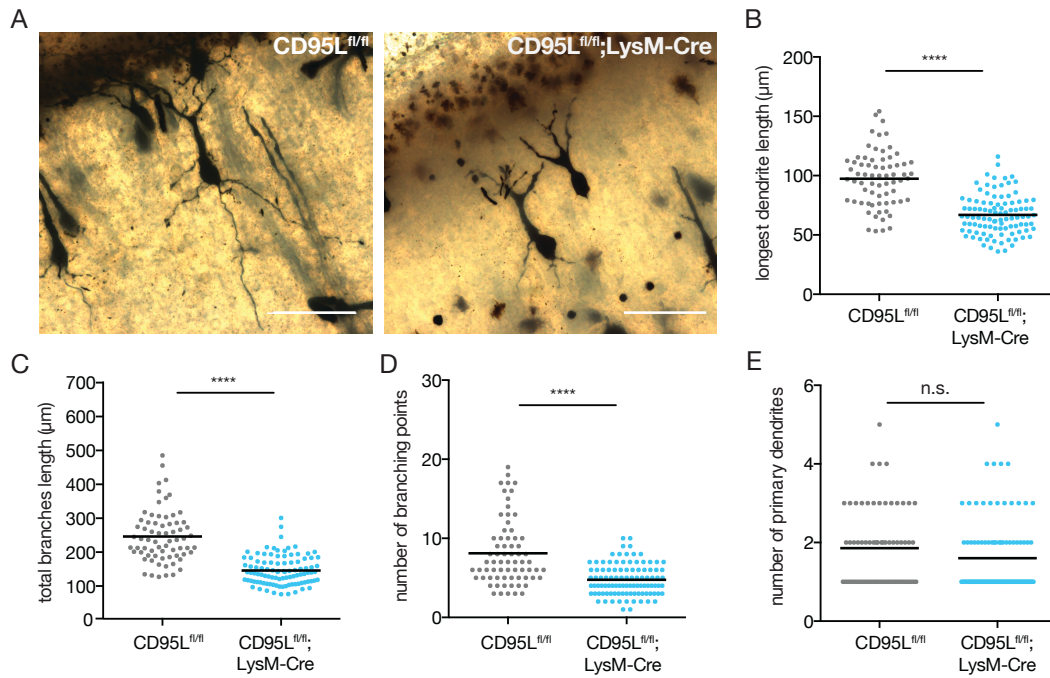 A
CD95Lfl/fl
CD95Lfl/fl;LysM-Cre
B
longest dendrite length (µm)
200
150
100
50
0
****
CD95Lfl/fl
CD95Lfl/fl;
LysM-Cre
C
total branches length (µm)
700
600
500
400
300
200
100
0
****
CD95Lfl/fl
CD95Lfl/fl;
LysM-Cre
D
number of branching points
30
20
10
0
****
CD95Lfl/fl
CD95Lfl/fl;
LysM-Cre
E
number of primary dendrites
6
4
2
0
n.s.
CD95Lfl/fl
CD95Lfl/fl;
LysM-Cre